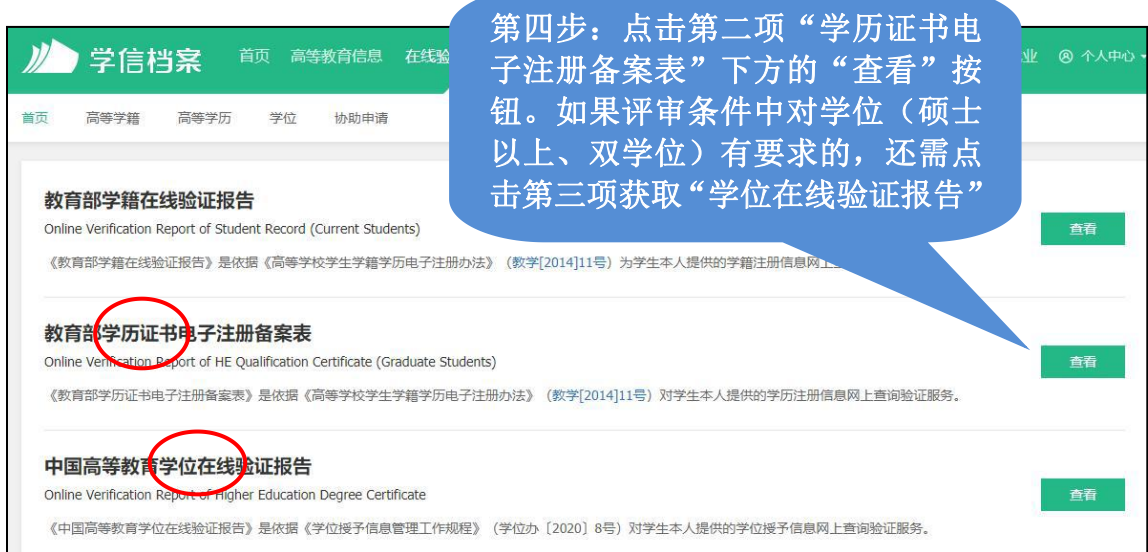 第四步：点击第二项“学历证书电
子注册备案表”下方的“查看”按
钮。如果评审条件中对学位（硕士
以上、双学位）有要求的，还需点
击第三项获取“学位在线验证报告”
学信档案 首页 高等教育信息 在线验 业 个人中心
首页 高等学籍 高等学历 学位 协助申请
教育部学籍在线验证报告
Online Verification Report of Student Record (Current Students)
查看
《教育部学籍在线验证报告》是依据《高等学校学生学籍学历电子注册办法》（教学[2014]11号）为学生本人提供的学籍注册信息网上
教育部学历证书电子注册备案表
Online Verification Report of HE Qualification Certificate (Graduate Students)
查看
《教育部学历证书电子注册备案表》是依据《高等学校学生学籍学历电子注册办法》（教学[2014]11号）对学生本人提供的学历注册信息网上查询验证服务。
中国高等教育学位在线验证报告
Online Verification Report of Higher Education Degree Certificate
查看
《中国高等教育学位在线验证报告》是依据《学位授予信息管理工作规程》（学位办〔2020〕8号）对学生本人提供的学位授予信息网上查询验证服务。